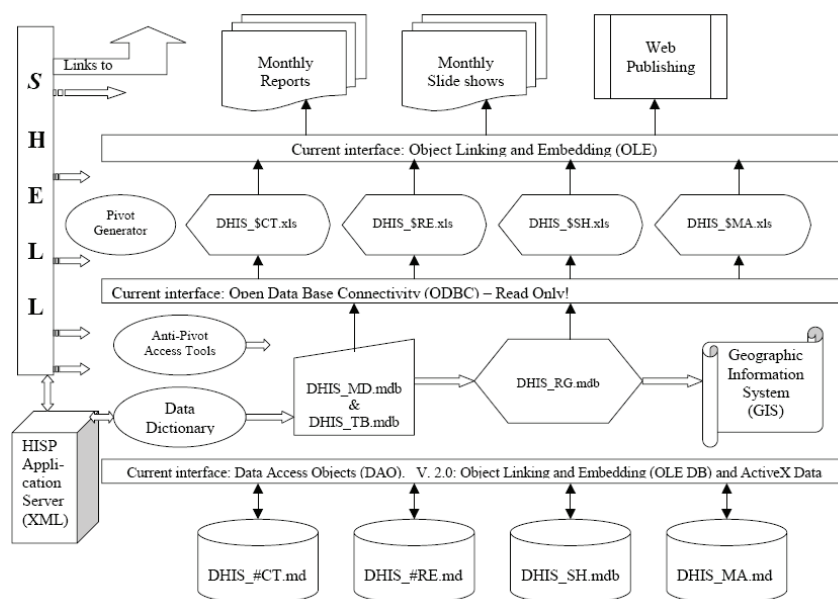 S
H
E
L
L
Links to
Monthly
Reports
Monthly
Slide shows
Web
Publishing
Current interface: Object Linking and Embedding (OLE)
Pivot
Generator
DHIS_$CT.xls
DHIS_$RE.xls
DHIS_$SH.xls
DHIS_$MA.xls
Current interface: Open Data Base Connectivity (ODBC) – Read Only!
Anti-Pivot
Access Tools
DHIS_MD.mdb
&
DHIS_TB.mdb
DHIS_RG.mdb
Geographic
Information
System
(GIS)
Data
Dictionary
HISP
Appli-
cation
Server
(XML)
Current interface: Data Access Objects (DAO). V. 2.0: Object Linking and Embedding (OLE DB) and ActiveX Data
DHIS_#CT.md
DHIS_#RE.md
DHIS_SH.mdb
DHIS_MA.md